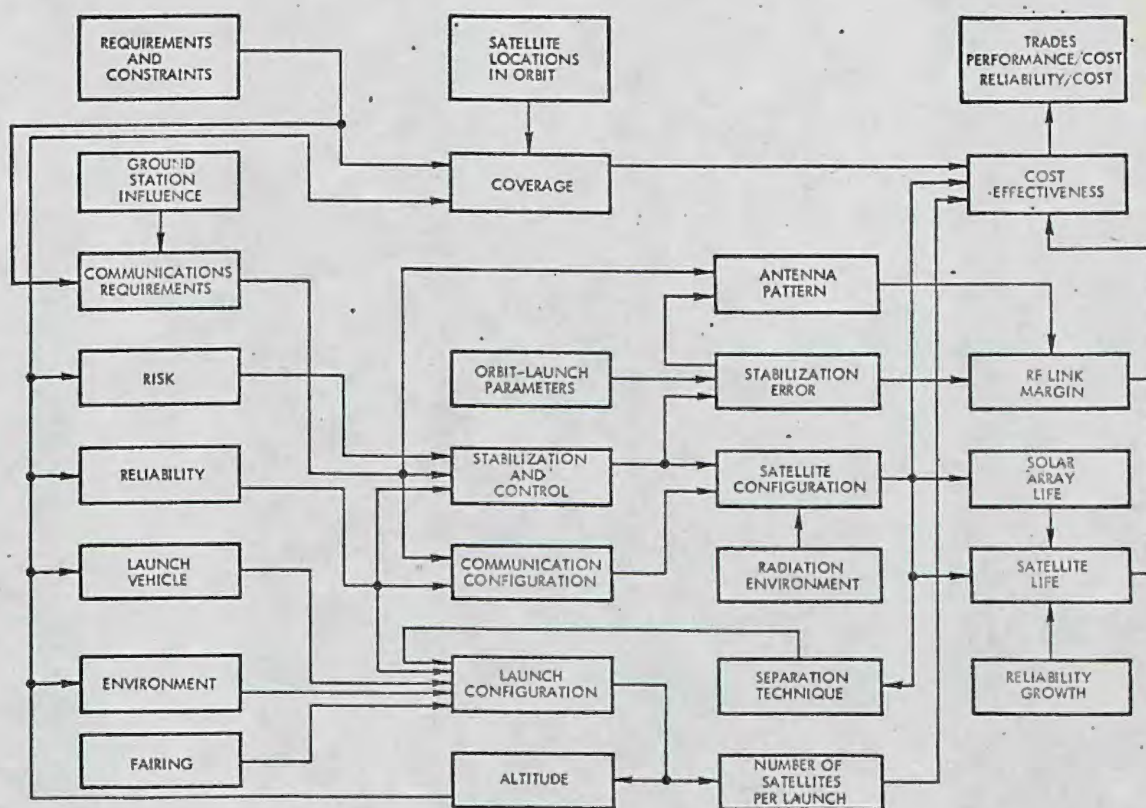 REQUIREMENTS
AND
CONSTRAINTS
SATELLITE
LOCATIONS
IN ORBIT
TRADES
PERFORMANCE/COST
RELIABILITY/COST
GROUND
STATION
INFLUENCE
COVERAGE
COST
EFFECTIVENESS
COMMUNICATIONS
REQUIREMENTS
ANTENNA
PATTERN
RISK
ORBIT-LAUNCH
PARAMETERS
STABILIZATION
ERROR
RF LINK
MARGIN
RELIABILITY
STABILIZATION
AND
CONTROL
SATELLITE
CONFIGURATION
SOLAR
ARRAY
LIFE
LAUNCH
VEHICLE
COMMUNICATION
CONFIGURATION
RADIATION
ENVIRONMENT
SATELLITE
LIFE
ENVIRONMENT
LAUNCH
CONFIGURATION
SEPARATION
TECHNIQUE
RELIABILITY
GROWTH
FAIRING
ALTITUDE
NUMBER OF
SATELLITES
PER LAUNCH